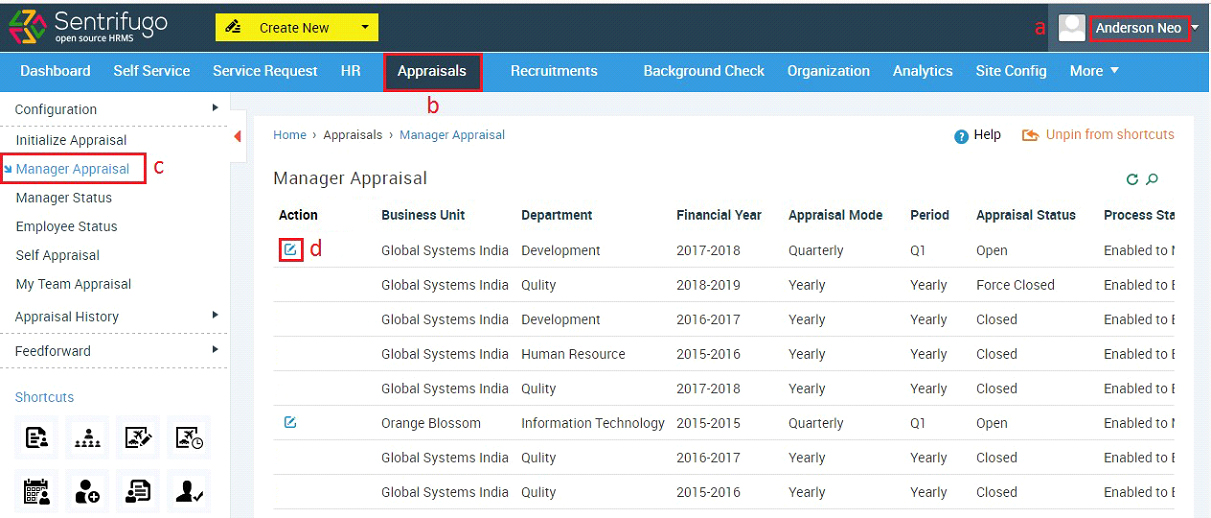 Sentrifugo
open source HRMS
Create New
a
Anderson Neo
Dashboard Self Service Service Request HR Appraisals Recruitments Background Check Organization Analytics Site Config More
b
Configuration
Initialize Appraisal
Manager Appraisal c
Manager Status
Employee Status
Self Appraisal
My Team Appraisal
Appraisal History
Feedforward
Shortcuts
Home › Appraisals › Manager Appraisal
? Help Unpin from shortcuts
Manager Appraisal
Action Business Unit Department Financial Year Appraisal Mode Period Appraisal Status Process Sta
d Global Systems India Development 2017-2018 Quarterly Q1 Open Enabled to
Global Systems India Qulity 2018-2019 Yearly Yearly Force Closed Enabled to
Global Systems India Development 2016-2017 Yearly Yearly Closed Enabled to
Global Systems India Human Resource 2015-2016 Yearly Yearly Closed Enabled to
Global Systems India Qulity 2017-2018 Yearly Yearly Closed Enabled to
Orange Blossom Information Technology 2015-2015 Quarterly Q1 Open Enabled to
Global Systems India Qulity 2016-2017 Yearly Yearly Closed Enabled to
Global Systems India Qulity 2015-2016 Yearly Yearly Closed Enabled to